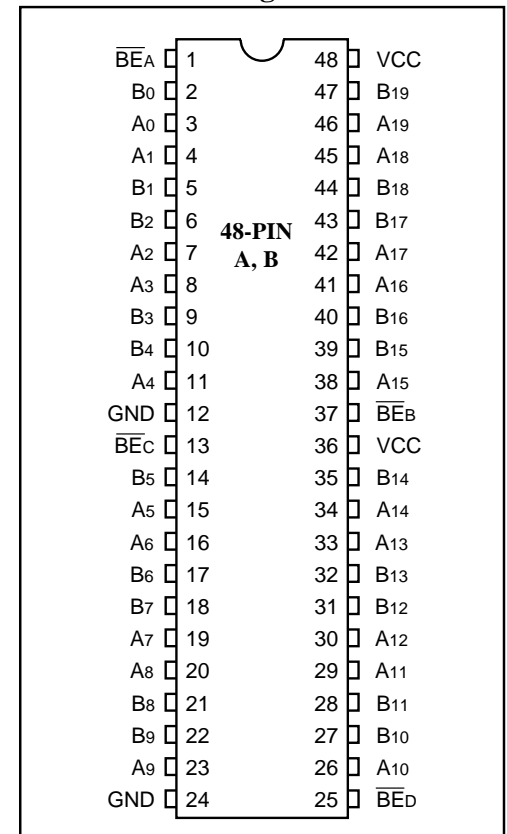 B̅E̅A 1 48 VCC
B0 2 47 B19
A0 3 46 A19
A1 4 45 A18
B1 5 44 B18
B2 6 43 B17
48-PIN
A2 7 42 A17
A, B
A3 8 41 A16
B3 9 40 B16
B4 10 39 B15
A4 11 38 A15
GND 12 37 B̅E̅B
B̅E̅C 13 36 VCC
B5 14 35 B14
A5 15 34 A14
A6 16 33 A13
B6 17 32 B13
B7 18 31 B12
A7 19 30 A12
A8 20 29 A11
B8 21 28 B11
B9 22 27 B10
A9 23 26 A10
GND 24 25 B̅E̅D